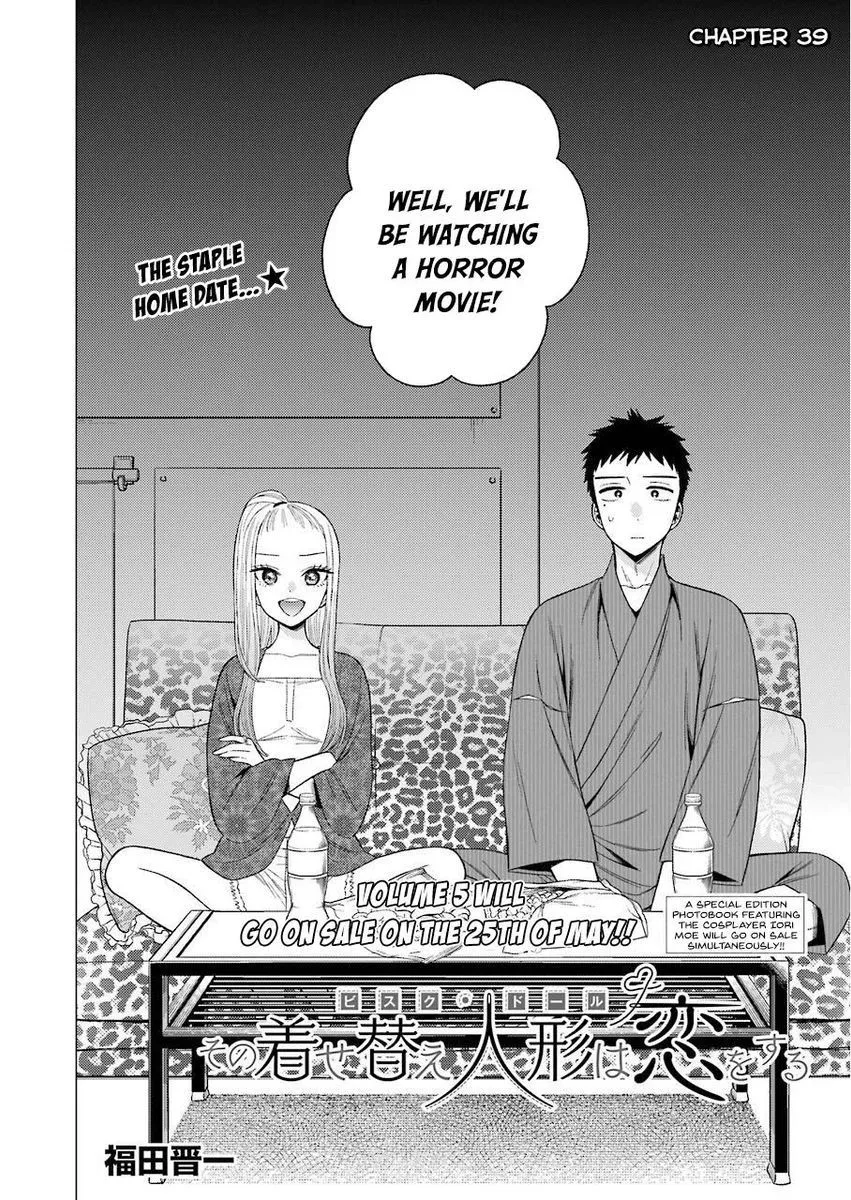 CHAPTER 39
WELL, WE'LL
BE WATCHING
A HORROR
MOVIE!
THE STAPLE
HOME DATE...★
VOLUME 5 WILL
GO ON SALE ON THE 25TH OF MAY!!
A SPECIAL EDITION
PHOTOBOOK FEATURING
THE COSPLAYER IORI
MOE WILL GO ON SALE
SIMULTANEOUSLY!!
ビスク・ドール
その着せ替え人形は恋をする
福田晋一